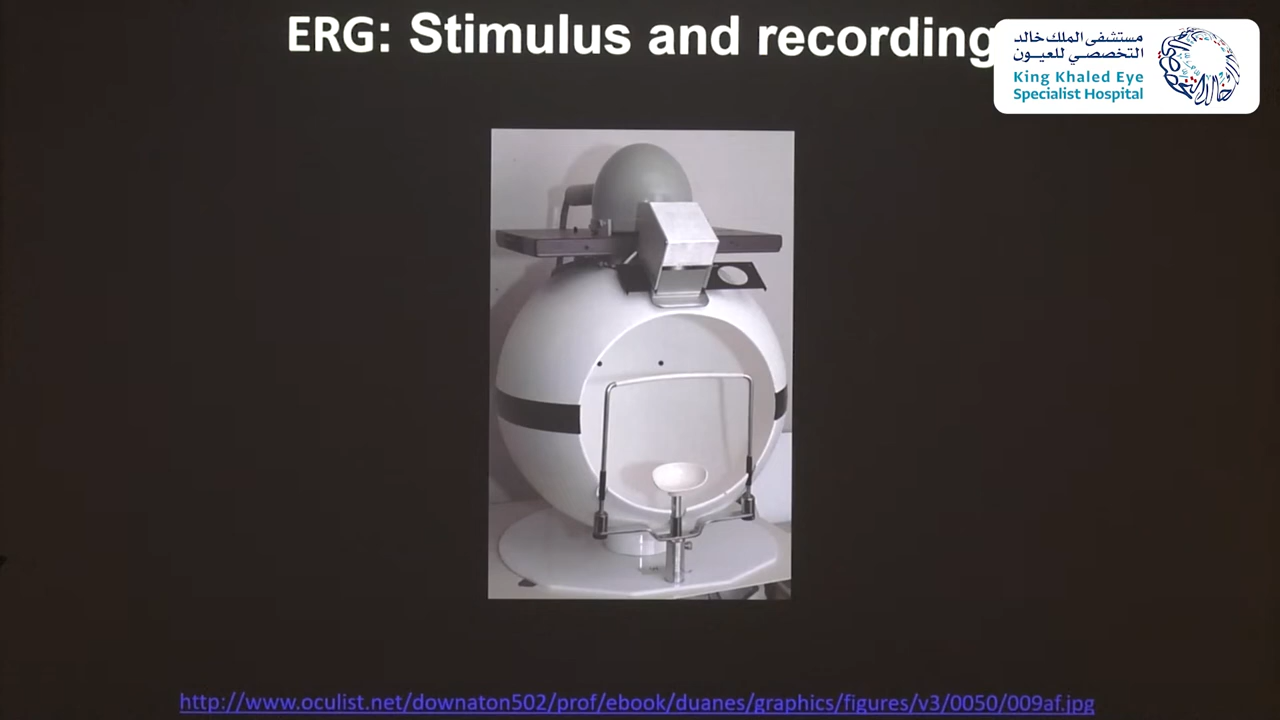 ERG: Stimulus and recording
مستشفى الملك خالد
التخصصي للعيون
King Khaled Eye
Specialist Hospital
http://www.oculist.net/downaton502/prof/ebook/duanes/graphics/figures/v3/0050/009af.jpg